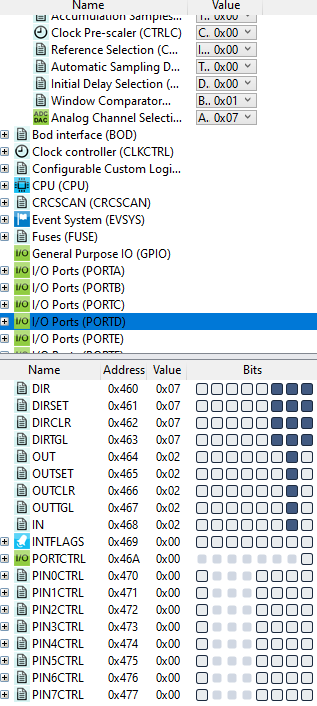 Name Value
Accumulation Samples... T.. 0x00
Clock Pre-scaler (CTRLC) C. 0x00
Reference Selection (C... I... 0x00
Automatic Sampling D... T.. 0x00
Initial Delay Selection (... D.. 0x00
Window Comparator... B.. 0x01
ADC DAC Analog Channel Selecti... A. 0x07
Bod interface (BOD)
Clock controller (CLKCTRL)
Configurable Custom Logi...
CPU (CPU)
CRCSCAN (CRCSCAN)
Event System (EVSYS)
Fuses (FUSE)
I/O General Purpose IO (GPIO)
I/O I/O Ports (PORTA)
I/O I/O Ports (PORTB)
I/O I/O Ports (PORTC)
I/O I/O Ports (PORTD)
I/O I/O Ports (PORTE)
Name Address Value Bits
DIR 0x460 0x07
DIRSET 0x461 0x07
DIRCLR 0x462 0x07
DIRTGL 0x463 0x07
OUT 0x464 0x02
OUTSET 0x465 0x02
OUTCLR 0x466 0x02
OUTTGL 0x467 0x02
IN 0x468 0x02
INTFLAGS 0x469 0x00
I/O PORTCTRL 0x46A 0x00
PIN0CTRL 0x470 0x00
PIN1CTRL 0x471 0x00
PIN2CTRL 0x472 0x00
PIN3CTRL 0x473 0x00
PIN4CTRL 0x474 0x00
PIN5CTRL 0x475 0x00
PIN6CTRL 0x476 0x00
PIN7CTRL 0x477 0x00